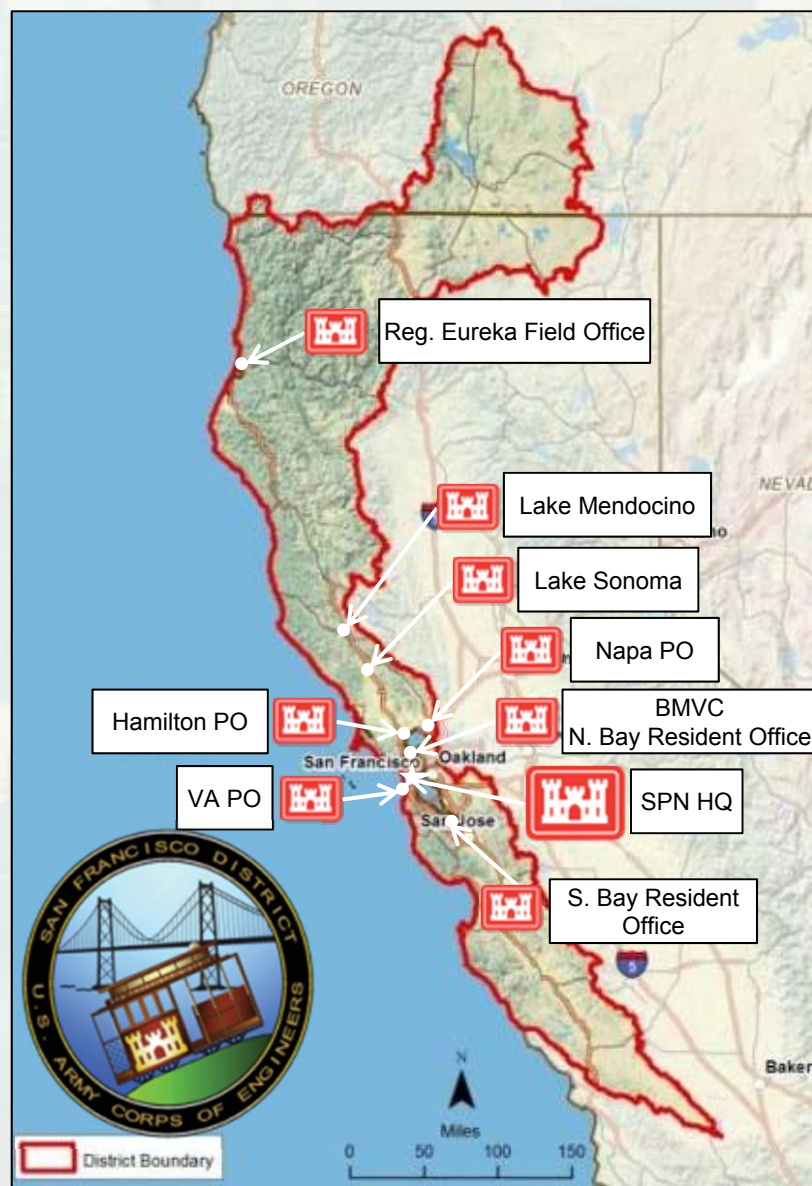 OREGON
Reg. Eureka Field Office
NEVAD
Lake Mendocino
Lake Sonoma
Napa PO
Hamilton PO
BMVC
N. Bay Resident Office
San Francisco
Oakland
VA PO
SPN HQ
San Jose
S. Bay Resident
Office
5
SAN FRANCISCO DISTRICT
U.S. ARMY CORPS OF ENGINEERS
N
Miles
0 50 100 150
Baker
District Boundary